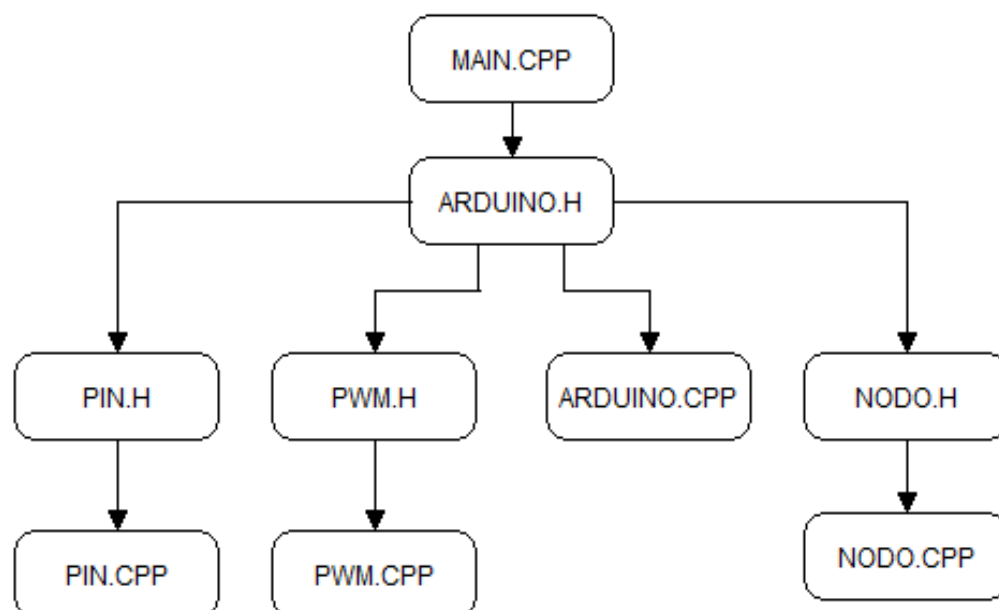 MAIN.CPP
ARDUINO.H
PIN.H
PWM.H
ARDUINO.CPP
NODO.H
PIN.CPP
PWM.CPP
NODO.CPP